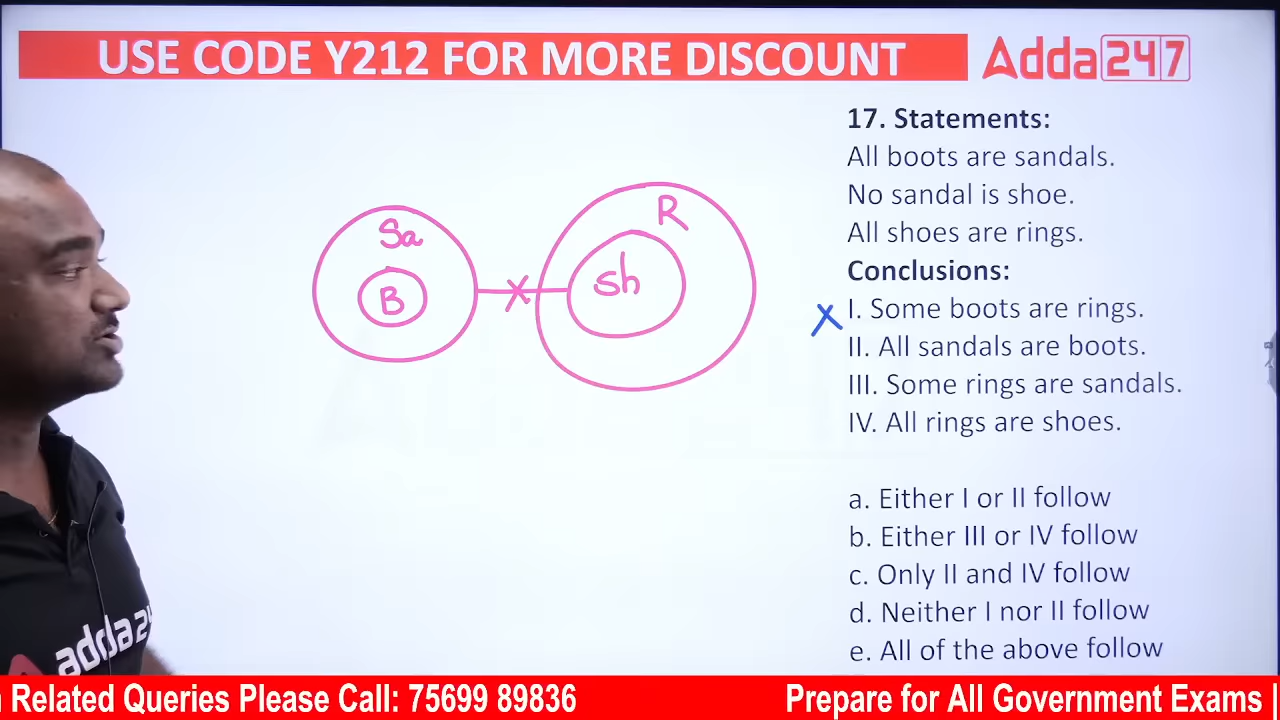 USE CODE Y212 FOR MORE DISCOUNT
Adda247
17. Statements:
All boots are sandals.
No sandal is shoe.
All shoes are rings.
Conclusions:
X I. Some boots are rings.
II. All sandals are boots.
III. Some rings are sandals.
IV. All rings are shoes.
a. Either I or II follow
b. Either III or IV follow
c. Only II and IV follow
d. Neither I nor II follow
e. All of the above follow
Sa
B
X
R
Sh
adda24
Related Queries Please Call: 75699 89836
Prepare for All Government Exams |